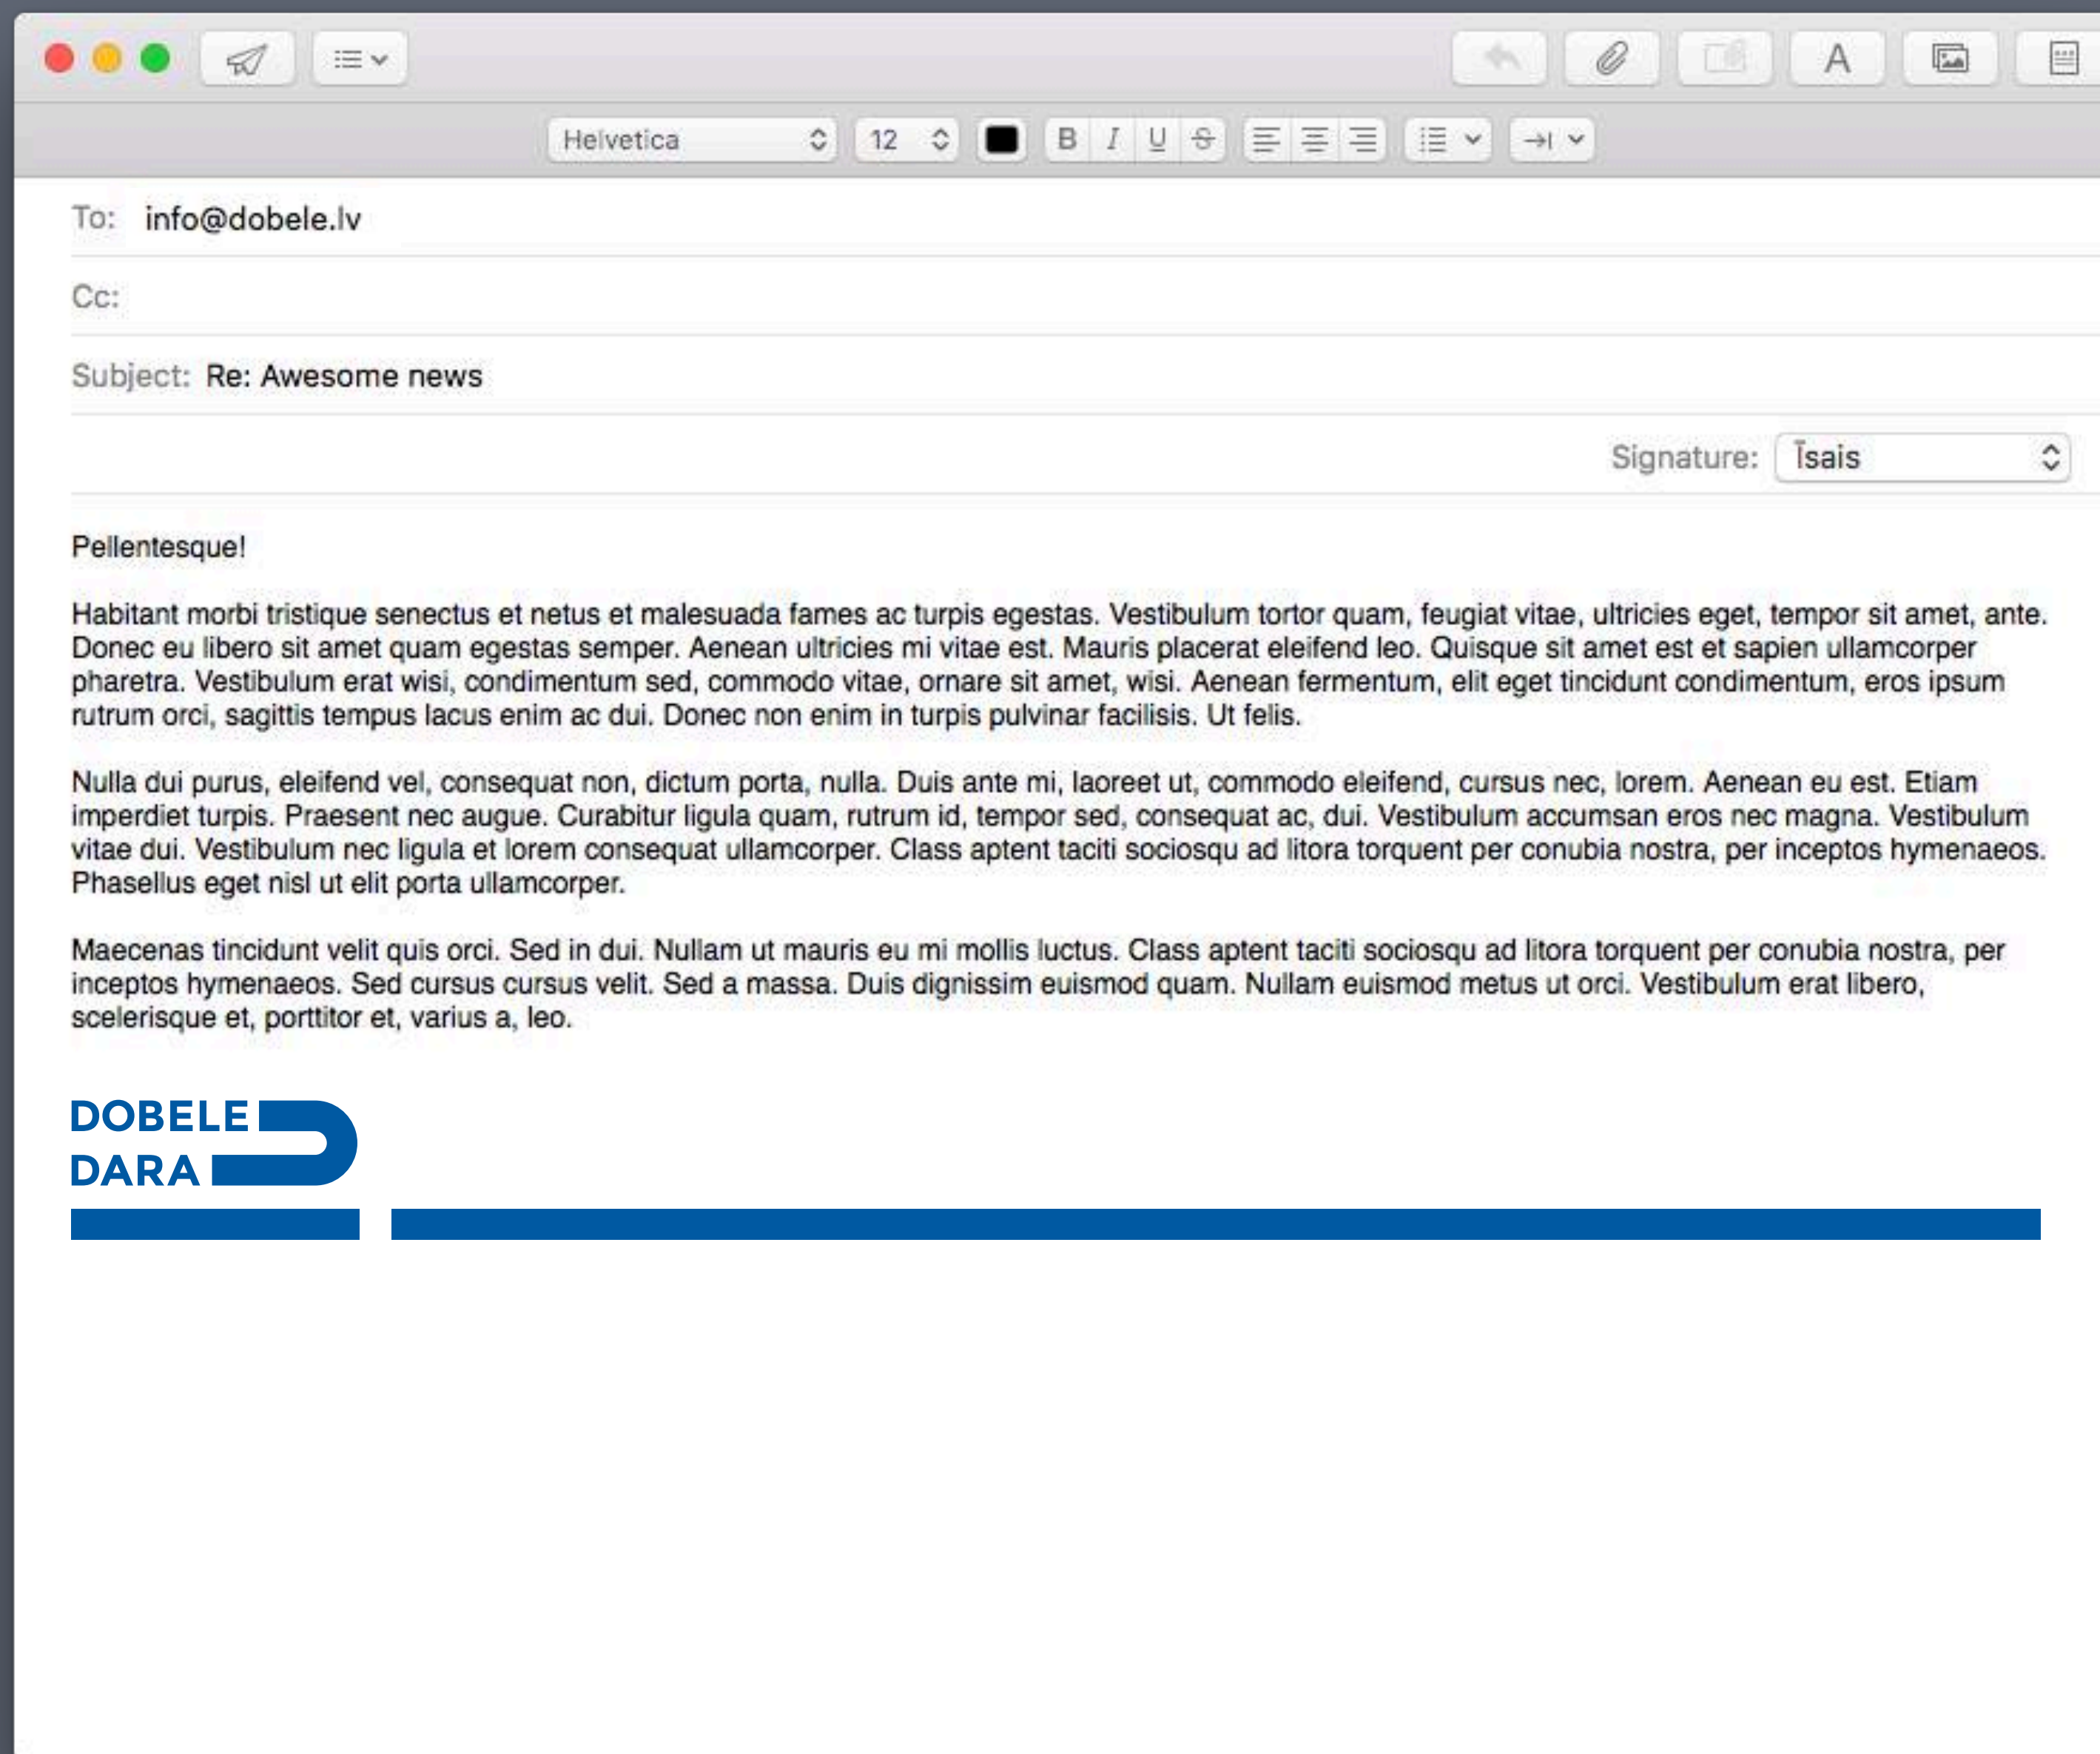 Helvetica 12 B I U S
To: info@dobele.lv
Cc:
Subject: Re: Awesome news
Signature: Īsais
Pellentesque!
Habitant morbi tristique senectus et netus et malesuada fames ac turpis egestas. Vestibulum tortor quam, feugiat vitae, ultricies eget, tempor sit amet, ante.
Donec eu libero sit amet quam egestas semper. Aenean ultricies mi vitae est. Mauris placerat eleifend leo. Quisque sit amet est et sapien ullamcorper
pharetra. Vestibulum erat wisi, condimentum sed, commodo vitae, ornare sit amet, wisi. Aenean fermentum, elit eget tincidunt condimentum, eros ipsum
rutrum orci, sagittis tempus lacus enim ac dui. Donec non enim in turpis pulvinar facilisis. Ut felis.
Nulla dui purus, eleifend vel, consequat non, dictum porta, nulla. Duis ante mi, laoreet ut, commodo eleifend, cursus nec, lorem. Aenean eu est. Etiam
imperdiet turpis. Praesent nec augue. Curabitur ligula quam, rutrum id, tempor sed, consequat ac, dui. Vestibulum accumsan eros nec magna. Vestibulum
vitae dui. Vestibulum nec ligula et lorem consequat ullamcorper. Class aptent taciti sociosqu ad litora torquent per conubia nostra, per inceptos hymenaeos.
Phasellus eget nisl ut elit porta ullamcorper.
Maecenas tincidunt velit quis orci. Sed in dui. Nullam ut mauris eu mi mollis luctus. Class aptent taciti sociosqu ad litora torquent per conubia nostra, per
inceptos hymenaeos. Sed cursus cursus velit. Sed a massa. Duis dignissim euismod quam. Nullam euismod metus ut orci. Vestibulum erat libero,
scelerisque et, porttitor et, varius a, leo.
DOBELE
DARA